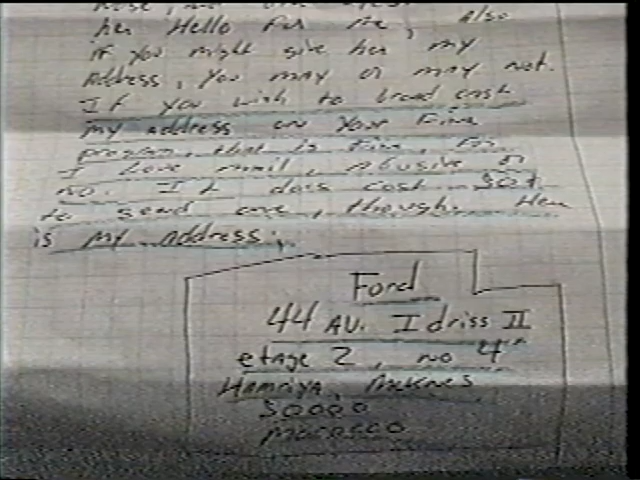 her Hello for me, Also
if you might give her my
Address, you may or may not.
If you wish to broad cast
my address on your Fine
program, that is Fine, For
I Love mail, Abusive or
no. It does cost 50¢
to send one, though. Here
is my Address:
Ford
44 AV. Idriss II
etage 2, no 4
Hamriya, Meknes
50000
Morocco